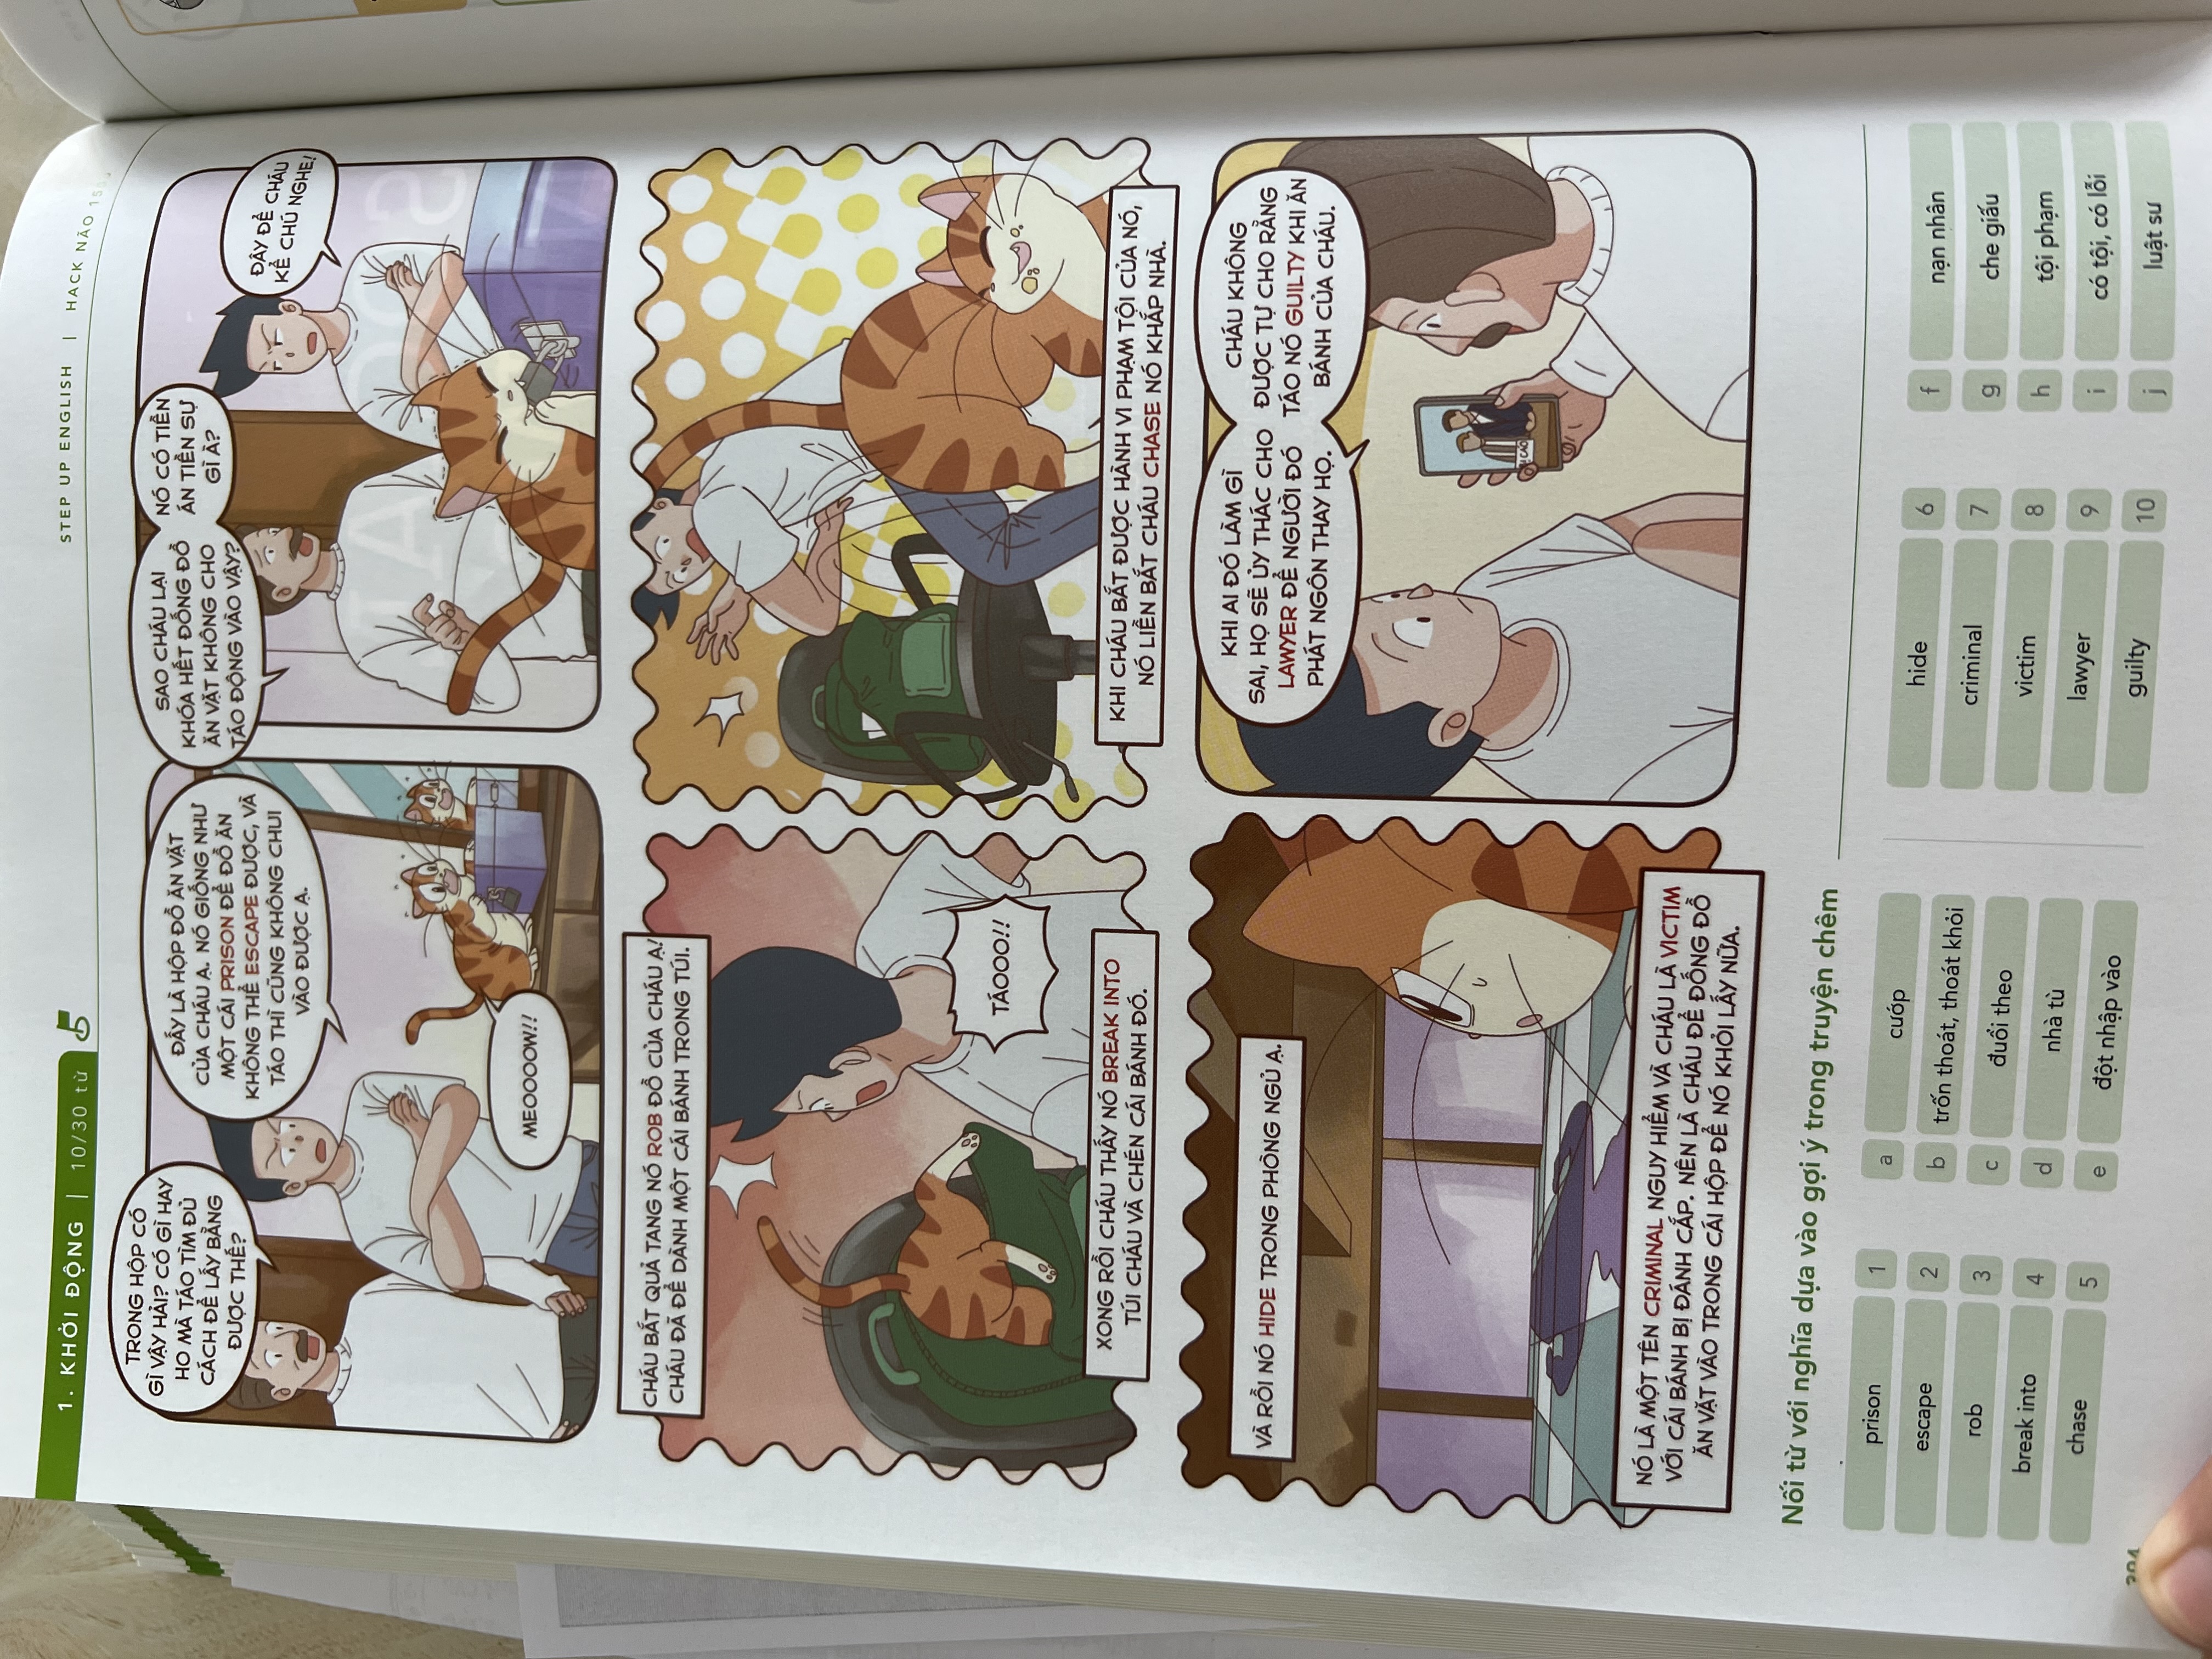 1. KHỞI ĐỘNG | 10/30 từ
STEP UP ENGLISH | HACK NÃO
TRONG HỘP CÓ
GÌ VẬY HẢI? CÓ GÌ HAY
HO MÀ TÁO TÌM ĐỦ
CÁCH ĐỂ LẤY BẰNG
ĐƯỢC THẾ?
ĐẤY LÀ HỘP ĐỒ ĂN VẶT
CỦA CHÁU Ạ. NÓ GIỐNG NHƯ
MỘT CÁI PRISON ĐỂ ĐỒ ĂN
KHÔNG THỂ ESCAPE ĐƯỢC, VÀ
TÁO THÌ CŨNG KHÔNG CHUI
VÀO ĐƯỢC Ạ.
MEOOOOW!!
SAO CHÁU LẠI
KHÓA HẾT ĐỐNG ĐỒ
ĂN VẶT KHÔNG CHO
TÁO ĐỘNG VÀO VẬY?
NÓ CÓ TIỀN
ÁN TIỀN SỰ
GÌ À?
ĐÂY ĐỂ CHÁU
KỂ CHÚ NGHE!
CHÁU BẮT QUẢ TANG NÓ ROB ĐỒ CỦA CHÁU Ạ!
CHÁU ĐÃ ĐỂ DÀNH MỘT CÁI BÁNH TRONG TÚI.
TÁOOO!!
XONG RỒI CHÁU THẤY NÓ BREAK INTO
TÚI CHÁU VÀ CHÉN CÁI BÁNH ĐÓ.
KHI CHÁU BẮT ĐƯỢC HÀNH VI PHẠM TỘI CỦA NÓ,
NÓ LIỀN BẮT CHÁU CHASE NÓ KHẮP NHÀ.
VÀ RỒI NÓ HIDE TRONG PHÒNG NGỦ Ạ.
NÓ LÀ MỘT TÊN CRIMINAL NGUY HIỂM VÀ CHÁU LÀ VICTIM
VỚI CÁI BÁNH BỊ ĐÁNH CẮP. NÊN LÀ CHÁU ĐỂ ĐỐNG ĐỒ
ĂN VẶT VÀO TRONG CÁI HỘP ĐỂ NÓ KHỎI LẤY NỮA.
KHI AI ĐÓ LÀM GÌ
SAI, HỌ SẼ ỦY THÁC CHO
LAWYER ĐỂ NGƯỜI ĐÓ
PHÁT NGÔN THAY HỌ.
CHÁU KHÔNG
ĐƯỢC TỰ CHO RẰNG
TÁO NÓ GUILTY KHI ĂN
BÁNH CỦA CHÁU.
BỊ CÁO
Nối từ với nghĩa dựa vào gợi ý trong truyện chêm
prison 1
escape 2
rob 3
break into 4
chase 5
a cướp
b trốn thoát, thoát khỏi
c đuổi theo
d nhà tù
e đột nhập vào
hide 6
criminal 7
victim 8
lawyer 9
guilty 10
f nạn nhân
g che giấu
h tội phạm
i có tội, có lỗi
j luật sư